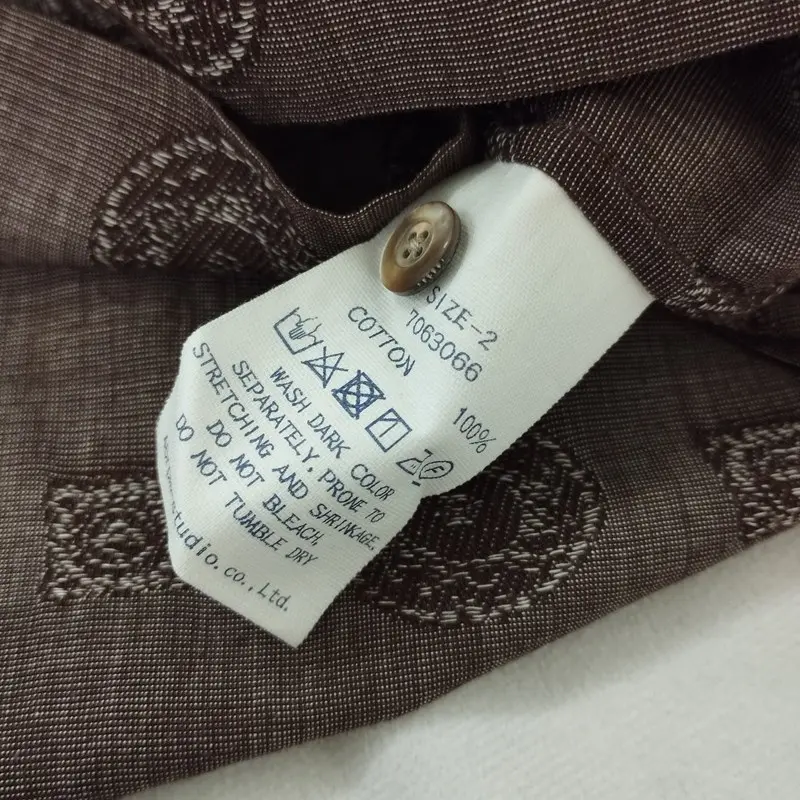 SIZE-2
7063066
COTTON 100%
WASH DARK COLOR
SEPARATELY, PRONE TO
STRETCHING AND SHRINKAGE,
DO NOT BLEACH,
DO NOT TUMBLE DRY
studio.co.,Ltd.